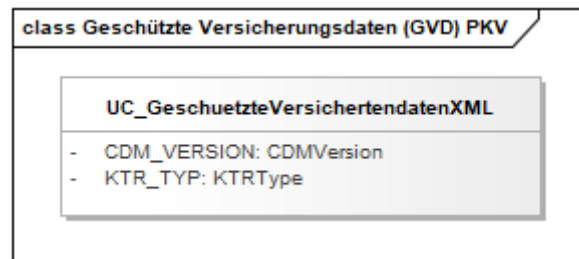 class Geschützte Versicherungsdaten (GVD) PKV
UC_GeschuetzteVersichertendatenXML
- CDM_VERSION: CDMVersion
- KTR_TYP: KTRType